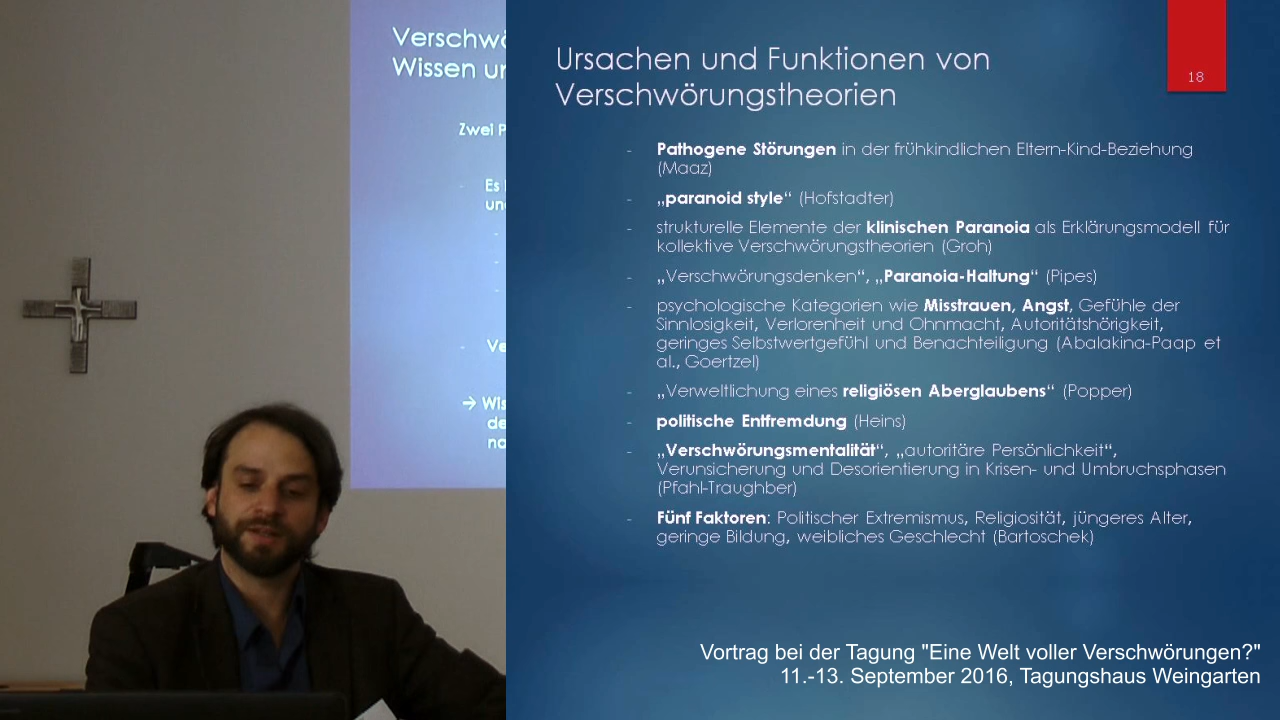 Verschwö
Wissen ur
Zwei P
Es
und
Ve
→ Wis
de
no
Ursachen und Funktionen von
Verschwörungstheorien
18
- Pathogene Störungen in der frühkindlichen Eltern-Kind-Beziehung
(Maaz)
- „paranoid style“ (Hofstadter)
- strukturelle Elemente der klinischen Paranoia als Erklärungsmodell für
kollektive Verschwörungstheorien (Groh)
- „Verschwörungsdenken“, „Paranoia-Haltung“ (Pipes)
- psychologische Kategorien wie Misstrauen, Angst, Gefühle der
Sinnlosigkeit, Verlorenheit und Ohnmacht, Autoritätshörigkeit,
geringes Selbstwertgefühl und Benachteiligung (Abalakina-Paap et
al., Goertzel)
- „Verweltlichung eines religiösen Aberglaubens“ (Popper)
- politische Entfremdung (Heins)
- „Verschwörungsmentalität“, „autoritäre Persönlichkeit“,
Verunsicherung und Desorientierung in Krisen- und Umbruchsphasen
(Pfahl-Traughber)
- Fünf Faktoren: Politischer Extremismus, Religiosität, jüngeres Alter,
geringe Bildung, weibliches Geschlecht (Bartoschek)
Vortrag bei der Tagung "Eine Welt voller Verschwörungen?"
11.-13. September 2016, Tagungshaus Weingarten